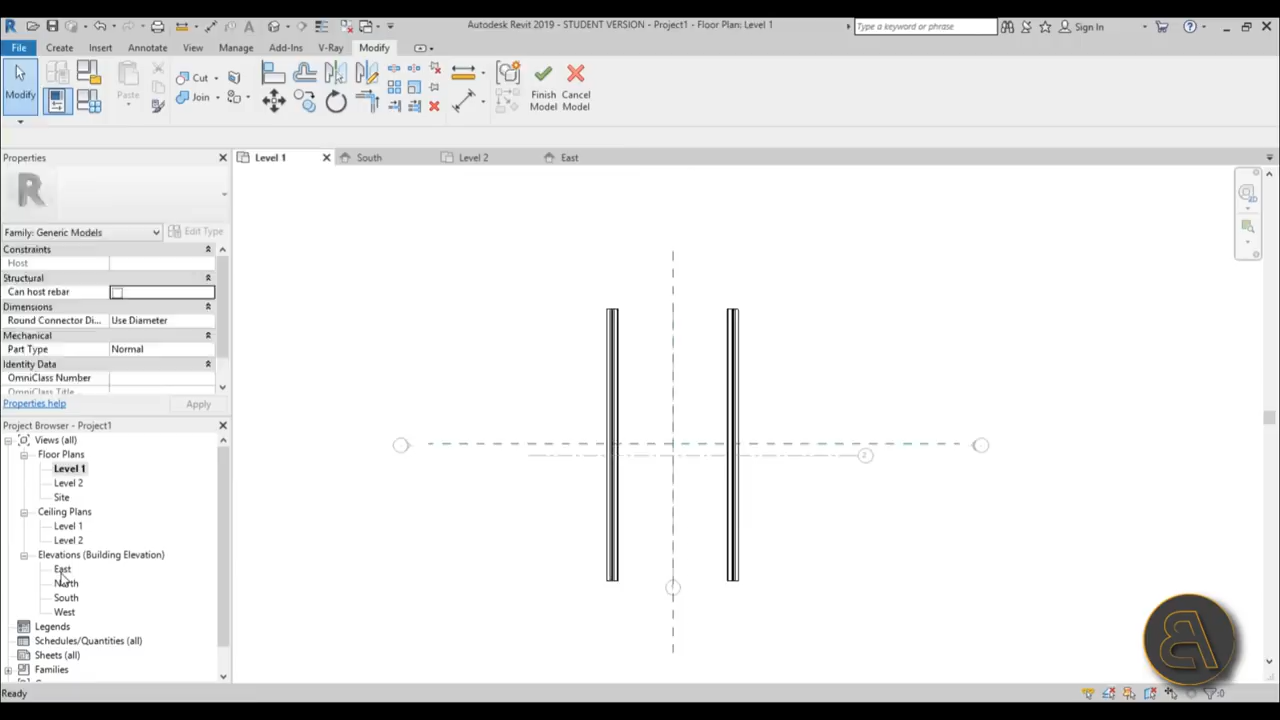 Autodesk Revit 2019 - STUDENT VERSION - Project1 - Floor Plan: Level 1
Type a keyword or phrase
Sign In
File Create Insert Annotate View Manage Add-Ins V-Ray Modify
Modify
Paste
Cut
Join
Finish Model
Cancel Model
Properties
Level 1
South
Level 2
East
Family: Generic Models
Edit Type
Constraints
Host
Structural
Can host rebar
Dimensions
Round Connector Di... Use Diameter
Mechanical
Part Type Normal
Identity Data
OmniClass Number
OmniClass Title
Properties help
Apply
Project Browser - Project1
Views (all)
Floor Plans
Level 1
Level 2
Site
Ceiling Plans
Level 1
Level 2
Elevations (Building Elevation)
East
North
South
West
Legends
Schedules/Quantities (all)
Sheets (all)
Families
2
Ready
:0